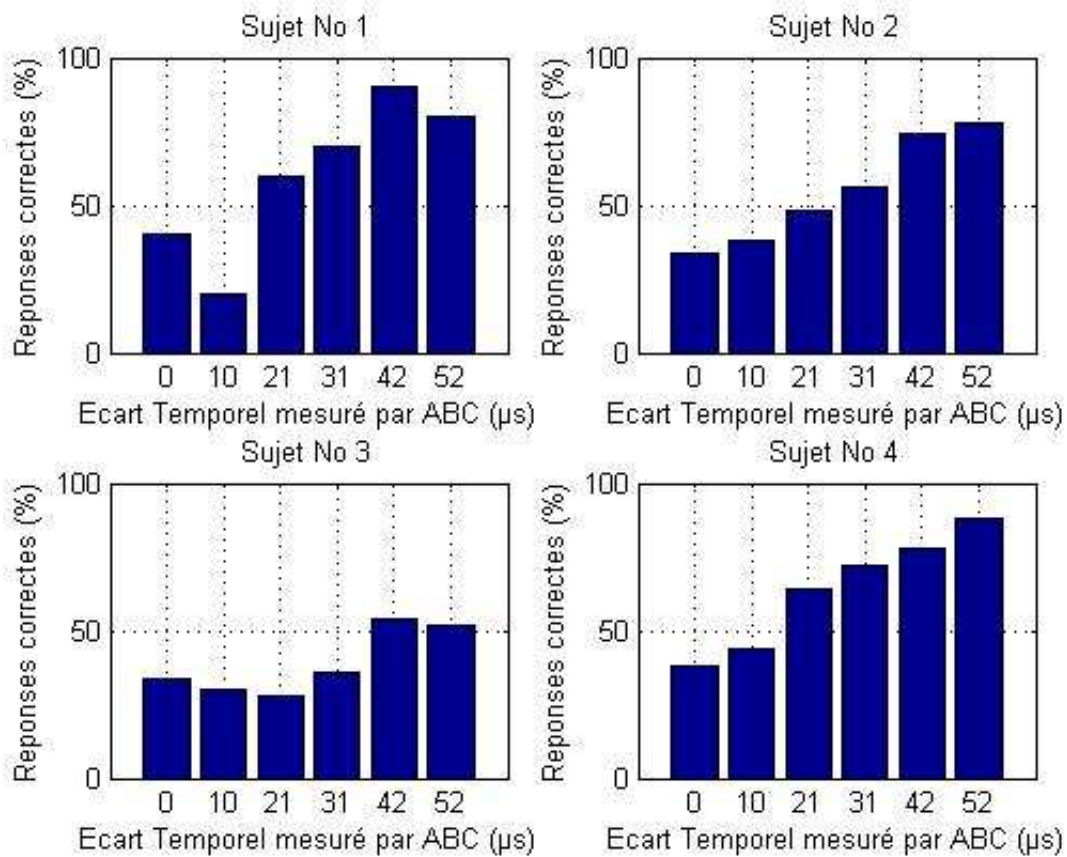 Sujet No 1
Reponses correctes (%)
100
50
0
0 10 21 31 42 52
Ecart Temporel mesuré par ABC (µs)
Sujet No 2
Reponses correctes (%)
100
50
0
0 10 21 31 42 52
Ecart Temporel mesuré par ABC (µs)
Sujet No 3
Reponses correctes (%)
100
50
0
0 10 21 31 42 52
Ecart Temporel mesuré par ABC (µs)
Sujet No 4
Reponses correctes (%)
100
50
0
0 10 21 31 42 52
Ecart Temporel mesuré par ABC (µs)